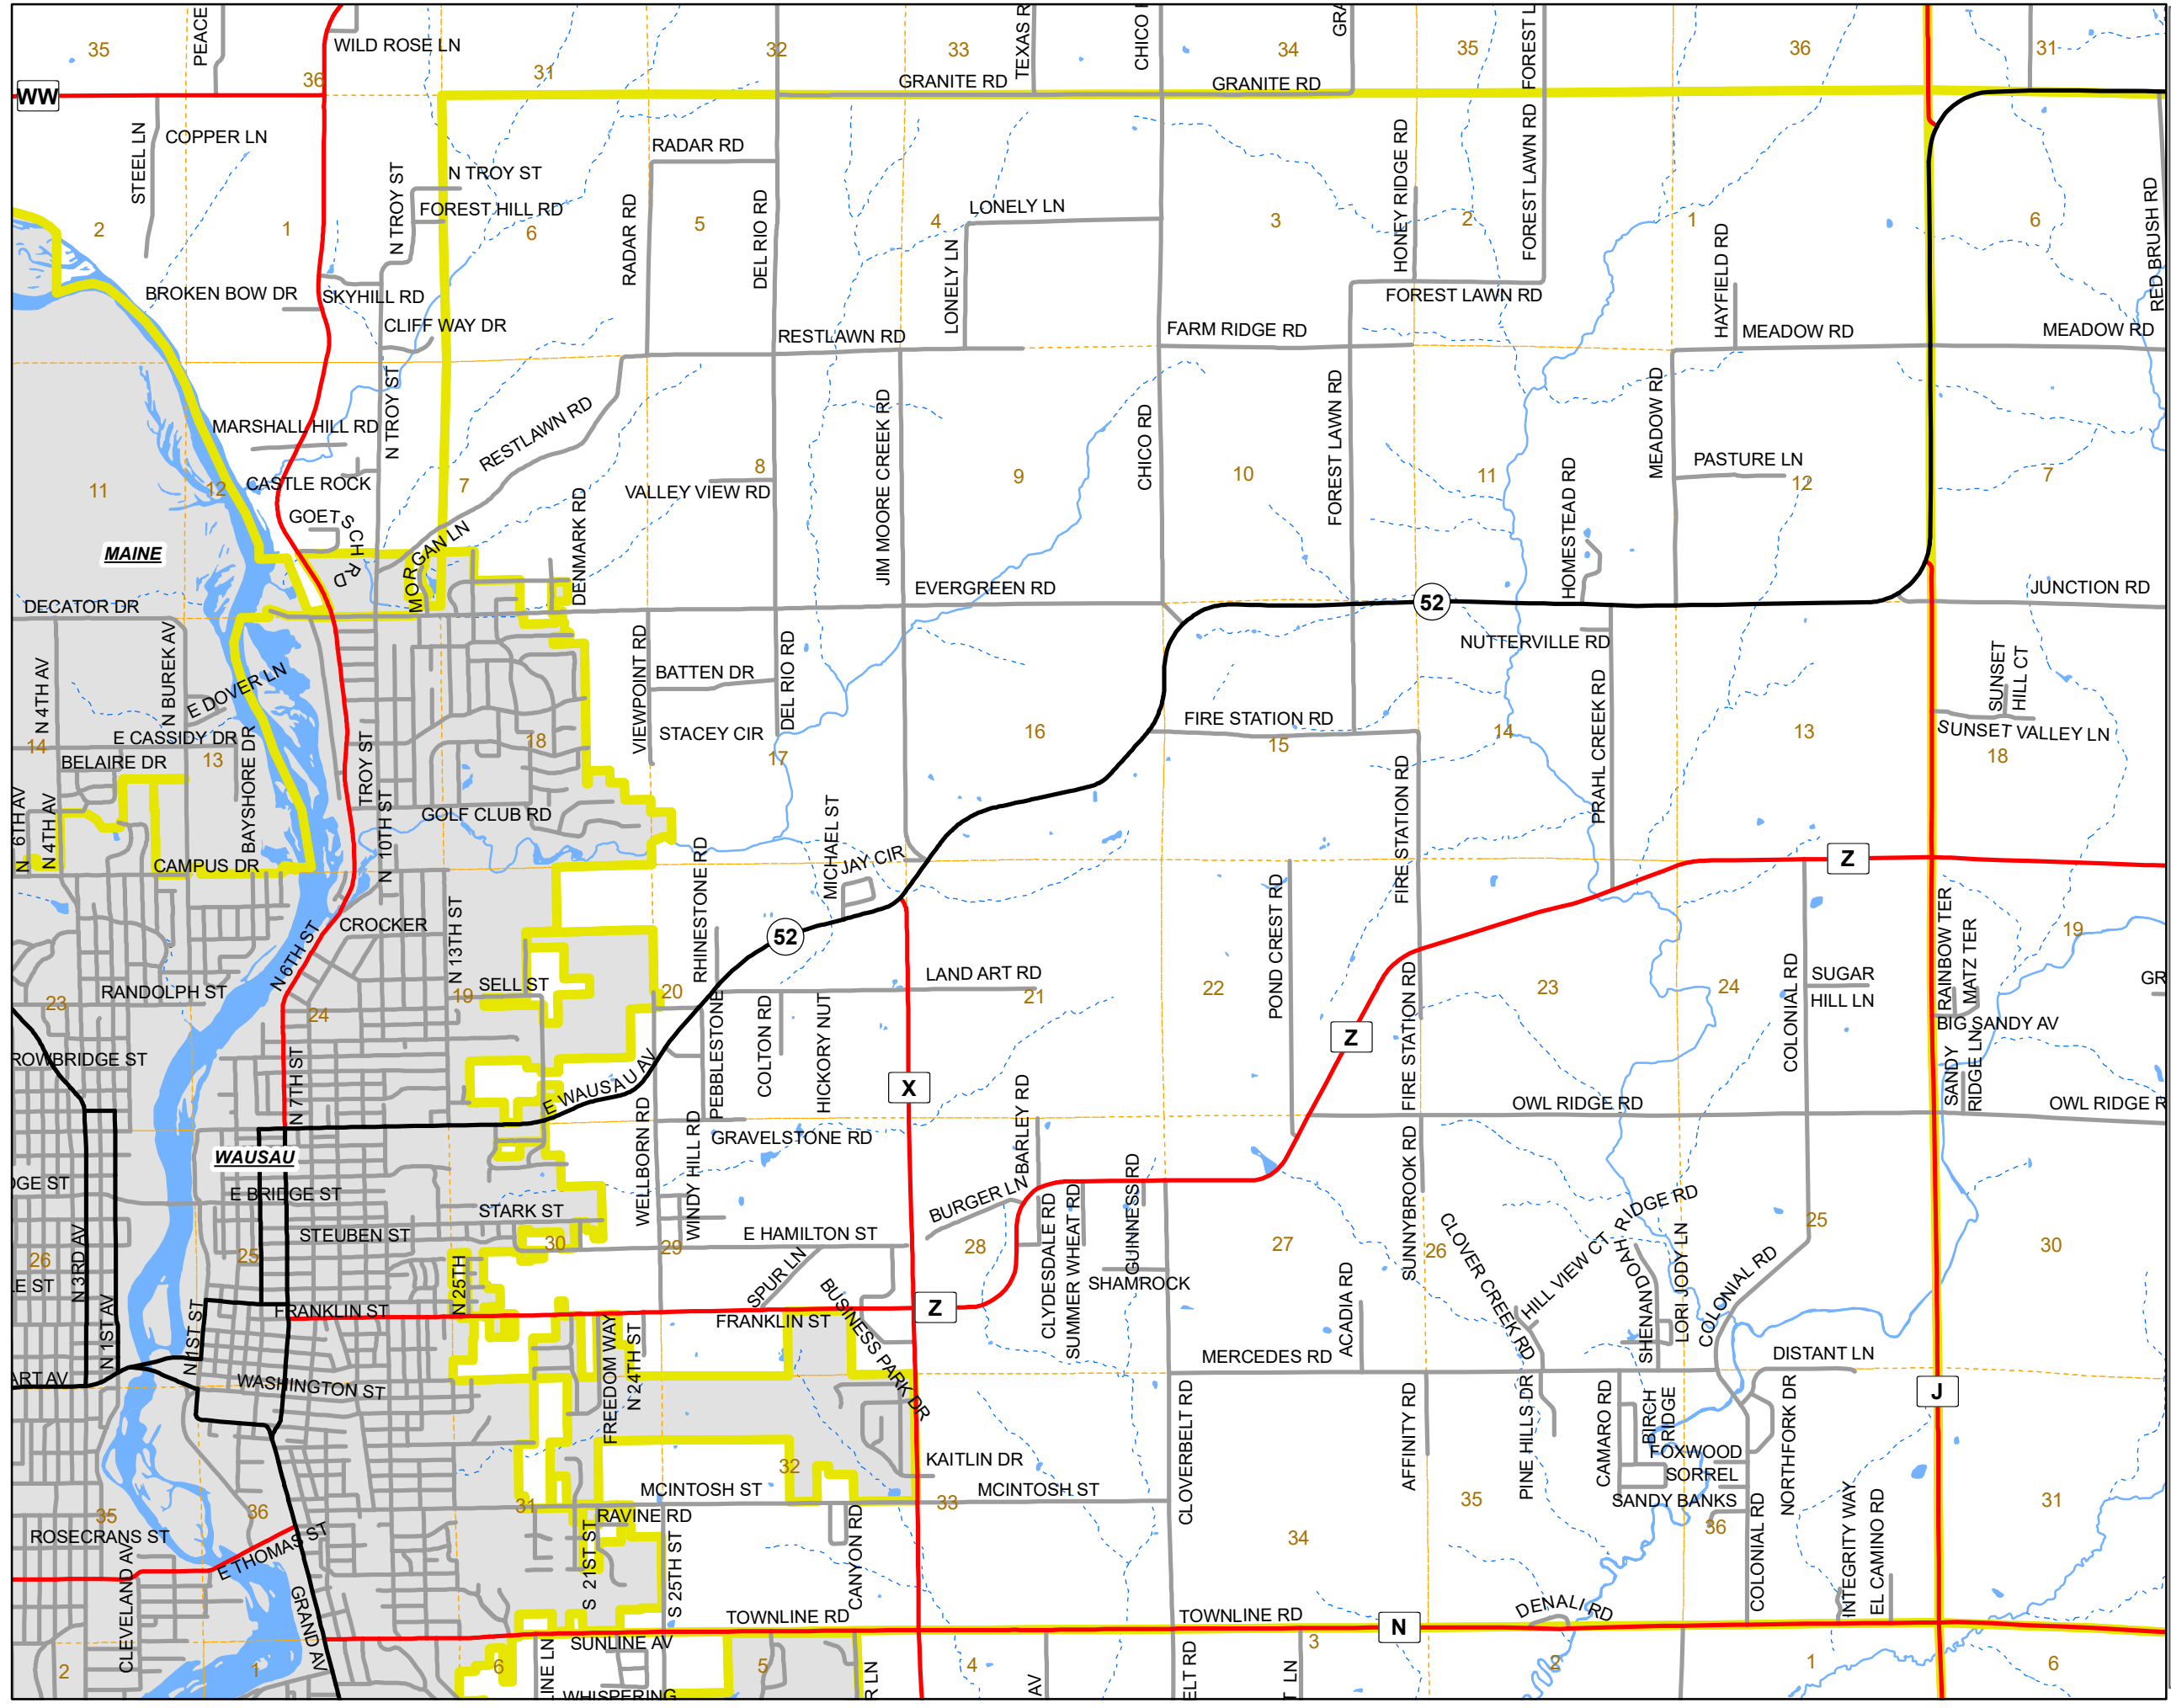 35
PEACE
WILD ROSE LN
32
33
TEXAS R
CHICO
34
GRA
35
FOREST L
36
31
36
31
WW
GRANITE RD
GRANITE RD
STEEL LN
COPPER LN
RADAR RD
HONEY RIDGE RD
FOREST LAWN RD
N TROY ST
N TROY ST
FOREST HILL RD
RADAR RD
DEL RIO RD
LONELY LN
LONELY LN
HAYFIELD RD
RED BRUSH RD
2
1
6
5
4
3
2
1
6
BROKEN BOW DR
SKYHILL RD
CLIFF WAY DR
FOREST LAWN RD
RESTLAWN RD
FARM RIDGE RD
MEADOW RD
MEADOW RD
N TROY ST
MARSHALL HILL RD
RESTLAWN RD
JIM MOORE CREEK RD
CHICO RD
FOREST LAWN RD
MEADOW RD
PASTURE LN
11
12
CASTLE ROCK
7
8
VALLEY VIEW RD
9
10
11
HOMESTEAD RD
12
7
GOETSCH RD
MORGAN LN
DENMARK RD
MAINE
DECATOR DR
EVERGREEN RD
52
JUNCTION RD
NUTTERVILLE RD
N 4TH AV
N BUREK AV
E DOVER LN
VIEWPOINT RD
BATTEN DR
DEL RIO RD
PRAHL CREEK RD
SUNSET
HILL CT
STACEY CIR
FIRE STATION RD
SUNSET VALLEY LN
14
E CASSIDY DR
13
BELAIRE DR
BAYSHORE DR
TROY ST
18
17
16
15
14
13
18
N 6TH AV
N 4TH AV
N 10TH ST
GOLF CLUB RD
MICHAEL ST
JAY CIR
FIRE STATION RD
CAMPUS DR
Z
CROCKER
N 13TH ST
RHINESTONE RD
52
POND CREST RD
RAINBOW TER
MATZ TER
19
N 6TH ST
RANDOLPH ST
SELL ST
LAND ART RD
COLONIAL RD
SUGAR
HILL LN
GR
23
24
19
20
21
22
23
24
BIG SANDY AV
ROWBRIDGE ST
N 7TH ST
E WAUSAU AV
PEBBLESTONE
COLTON RD
HICKORY NUT
X
Z
FIRE STATION RD
SANDY
RIDGE LN
OWL RIDGE RD
OWL RIDGE R
WAUSAU
WELLBORN RD
WINDY HILL RD
GRAVELSTONE RD
BARLEY RD
SUNNYBROOK RD
DGE ST
E BRIDGE ST
STARK ST
STEUBEN ST
E HAMILTON ST
BURGER LN
CLYDESDALE RD
SUMMER WHEAT RD
GUINNESS RD
SHAMROCK
CLOVER CREEK RD
HILL VIEW CT
SHENANDOAH RIDGE RD
LORI JODY LN
COLONIAL RD
26
25
30
29
28
27
26
25
30
N 3RD AV
N 1ST AV
LE ST
N 1ST ST
N 25TH
FRANKLIN ST
SPUR LN
FRANKLIN ST
BUSINESS PARK DR
Z
ACADIA RD
ART AV
WASHINGTON ST
FREEDOM WAY
N 24TH ST
MERCEDES RD
DISTANT LN
J
CLOVERBELT RD
AFFINITY RD
PINE HILLS DR
CAMARO RD
BIRCH
RIDGE
FOXWOOD
SORREL
SANDY BANKS
NORTHFORK DR
32
KAITLIN DR
MCINTOSH ST
MCINTOSH ST
35
36
31
33
34
35
36
31
ROSECRANS ST
E THOMAS ST
RAVINE RD
S 21ST ST
S 25TH ST
CANYON RD
COLONIAL RD
INTEGRITY WAY
EL CAMINO RD
CLEVELAND AV
GRAND AV
TOWNLINE RD
TOWNLINE RD
N
DENALI RD
SUNLINE AV
2
1
6
5
4
3
2
1
6
LINE LN
WHISPERING
R LN
AV
ELT RD
T LN